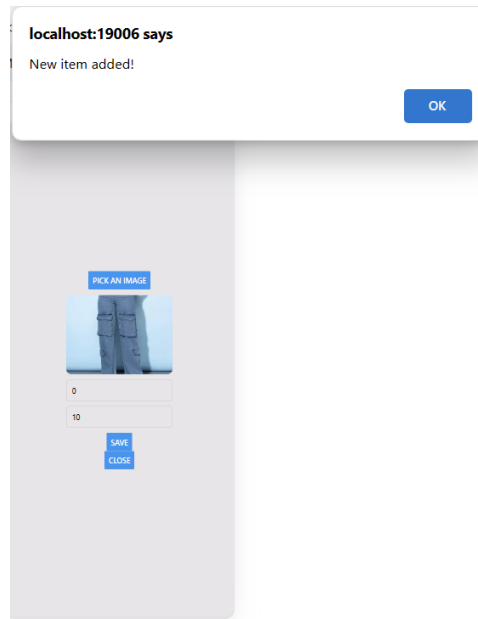 localhost:19006 says
New item added!
OK
PICK AN IMAGE
0
10
SAVE
CLOSE